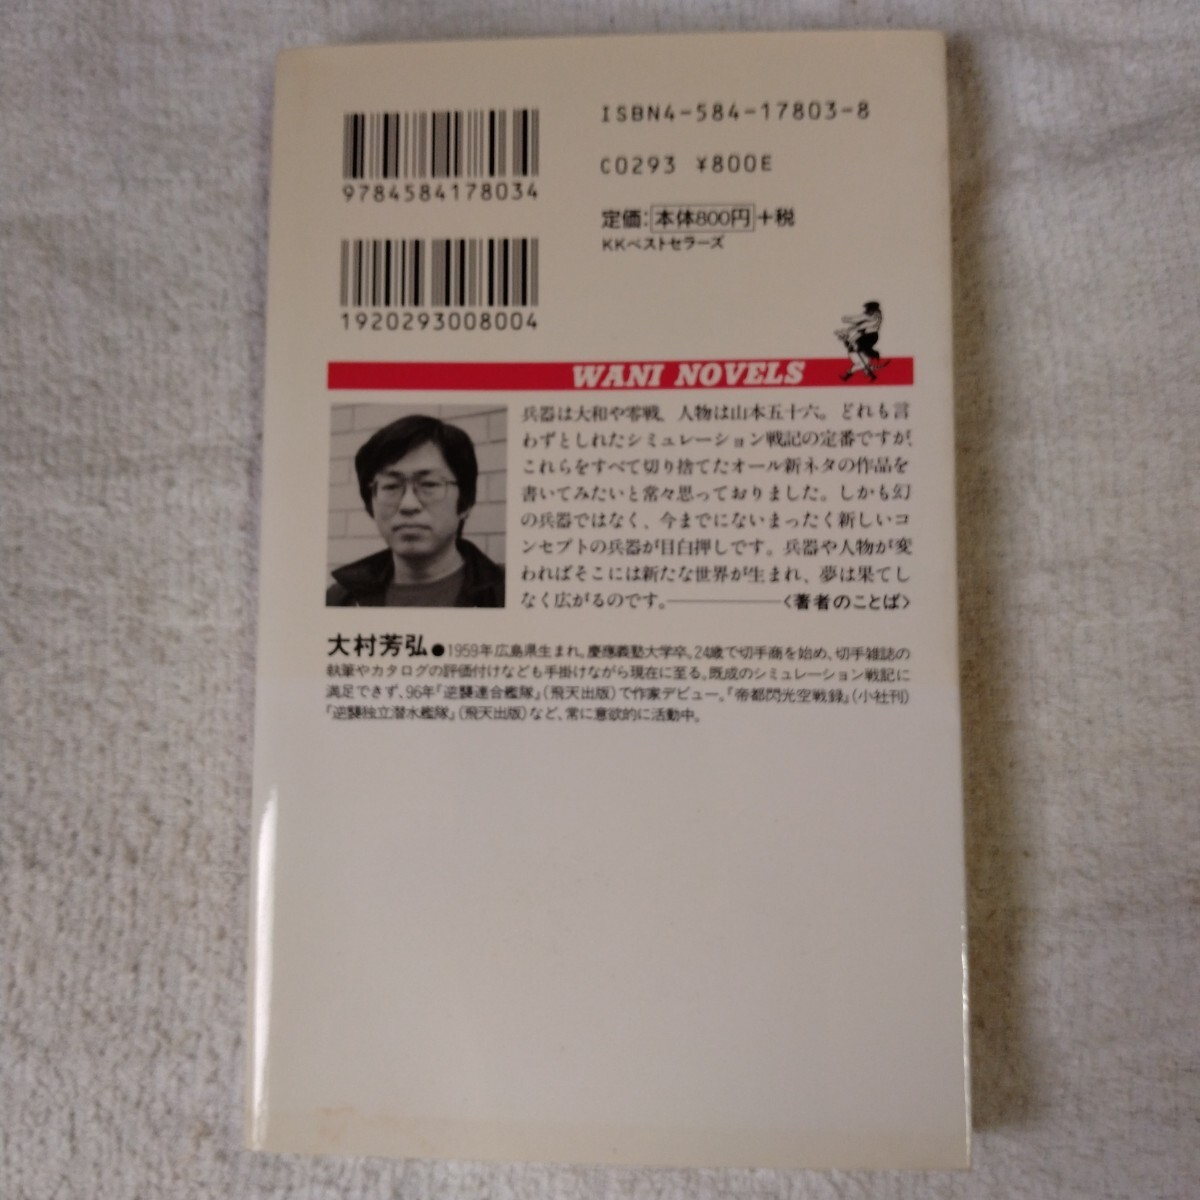 ISBN4-584-17803-8
9784584178034
C0293 ¥800E
定価:本体800円+税
KKベストセラーズ
1920293008004
WANI NOVELS
兵器は大和や零戦、人物は山本五十六。どれも言
わずとしれたシミュレーション戦記の定番ですが、
これらをすべて切り捨てたオール新ネタの作品を
書いてみたいと常々思っておりました。しかも幻
の兵器ではなく、今までにないまったく新しいコ
ンセプトの兵器が目白押しです。兵器や人物が変
わればそこには新たな世界が生まれ、夢は果てし
なく広がるのです。————〈著者のことば〉
大村芳弘●1959年広島県生まれ。慶應義塾大学卒。24歳で切手商を始め、切手雑誌の
執筆やカタログの評価付けなども手掛けながら現在に至る。既成のシミュレーション戦記に
満足できず、96年『逆襲連合艦隊』(飛天出版)で作家デビュー。『帝都閃光空戦録』(小社刊)
『逆襲独立潜水艦隊』(飛天出版)など、常に意欲的に活動中。